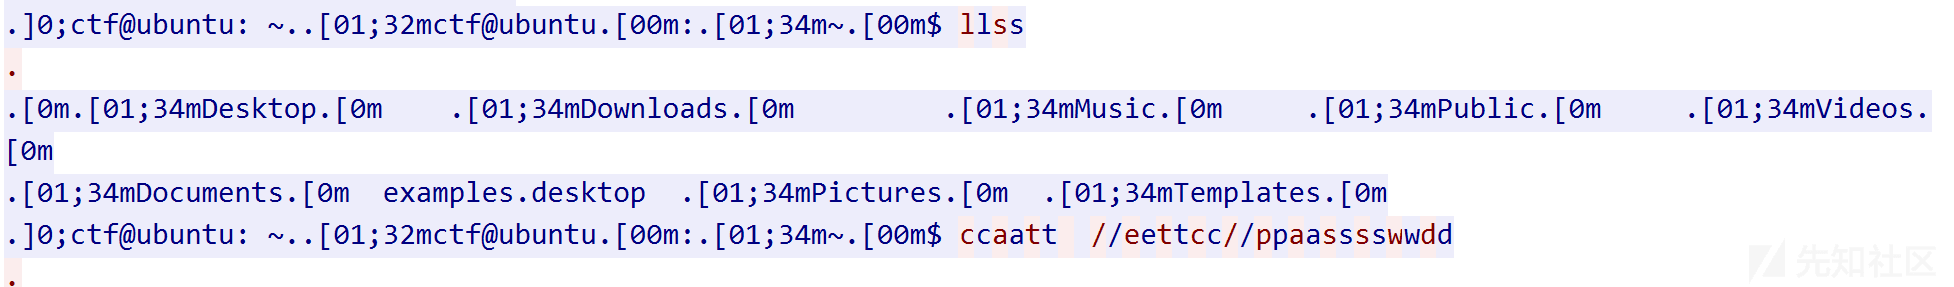 .]0;ctf@ubuntu: ~..[01;32mctf@ubuntu.[00m:.[01;34m~.[00m$ llss
.
.[0m.[01;34mDesktop.[0m    .[01;34mDownloads.[0m         .[01;34mMusic.[0m     .[01;34mPublic.[0m     .[01;34mVideos.
[0m
.[01;34mDocuments.[0m  examples.desktop  .[01;34mPictures.[0m  .[01;34mTemplates.[0m
.]0;ctf@ubuntu: ~..[01;32mctf@ubuntu.[00m:.[01;34m~.[00m$ ccaatt  //eettcc//ppaasssswwdd
.
先知社区